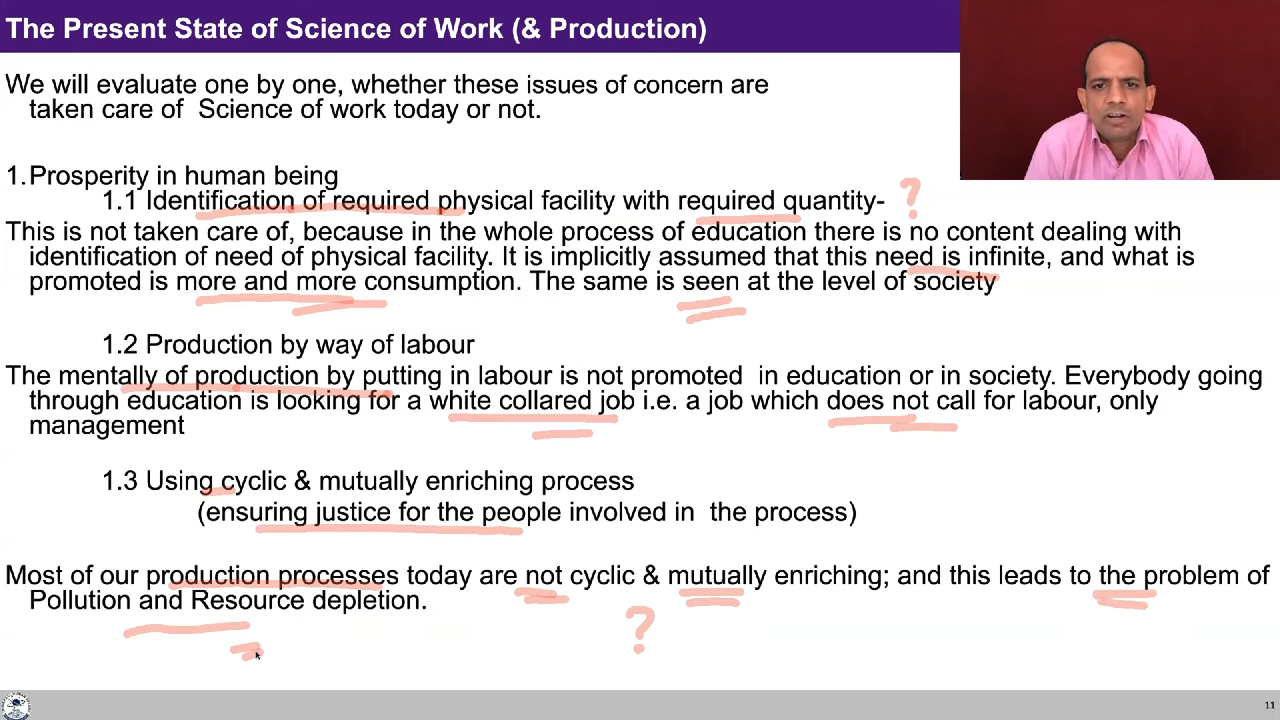 The Present State of Science of Work (& Production)
We will evaluate one by one, whether these issues of concern are
taken care of Science of work today or not.
1. Prosperity in human being
1.1 Identification of required physical facility with required quantity- ?
This is not taken care of, because in the whole process of education there is no content dealing with
identification of need of physical facility. It is implicitly assumed that this need is infinite, and what is
promoted is more and more consumption. The same is seen at the level of society
1.2 Production by way of labour
The mentally of production by putting in labour is not promoted in education or in society. Everybody going
through education is looking for a white collared job i.e. a job which does not call for labour, only
management
1.3 Using cyclic & mutually enriching process
(ensuring justice for the people involved in the process)
Most of our production processes today are not cyclic & mutually enriching; and this leads to the problem of
Pollution and Resource depletion.
?
11